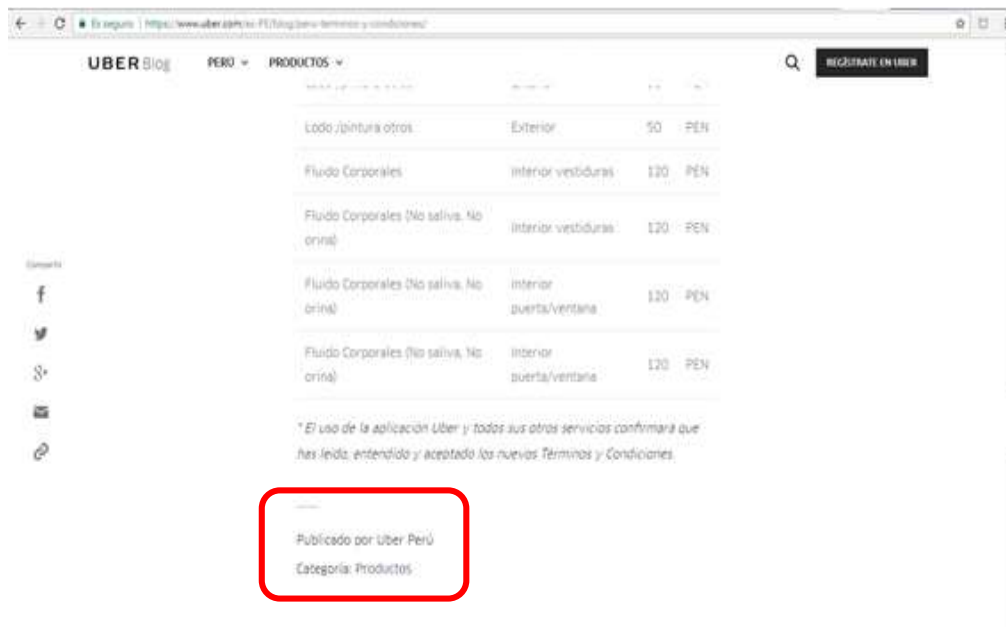 Es seguro | https://www.uber.com/es-PE/blog/peru-terminos-y-condiciones/
UBER Blog PERÚ PRODUCTOS REGÍSTRATE EN UBER
Lodo /pintura otros Exterior 50 PEN
Fluido Corporales Interior vestiduras 120 PEN
Fluido Corporales (No saliva, No Interior vestiduras 120 PEN
orina)
Fluido Corporales (No saliva, No Interior 120 PEN
orina) puerta/ventana
Compartir
Fluido Corporales (No saliva, No Interior 120 PEN
orina) puerta/ventana
* El uso de la aplicación Uber y todos sus otros servicios confirmará que
has leído, entendido y aceptado los nuevos Términos y Condiciones.
Publicado por Uber Perú
Categoría: Productos